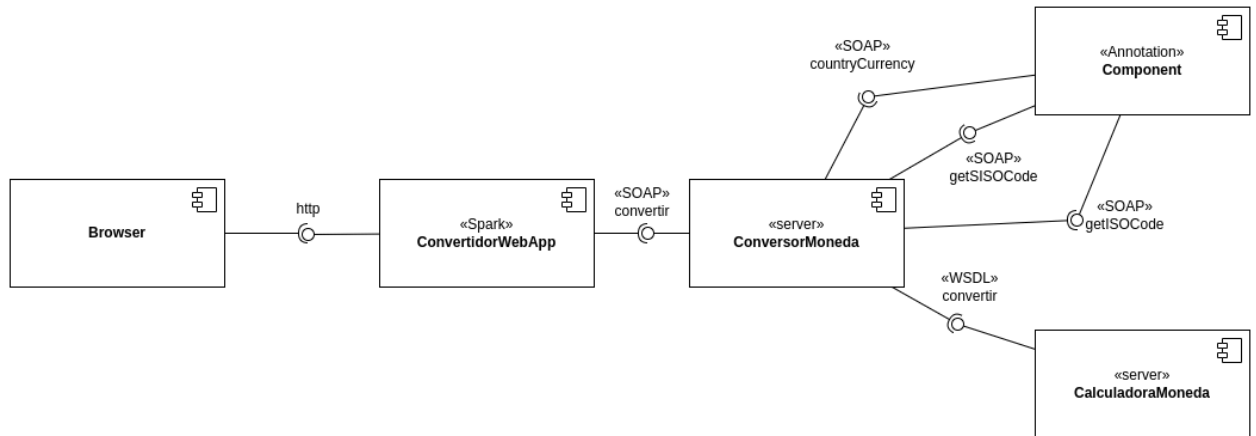 «Annotation»
Component
«SOAP»
countryCurrency
«SOAP»
getSISOCode
«SOAP»
getISOCode
Browser
http
«Spark»
ConvertidorWebApp
«SOAP»
convertir
«server»
ConversorMoneda
«WSDL»
convertir
«server»
CalculadoraMoneda